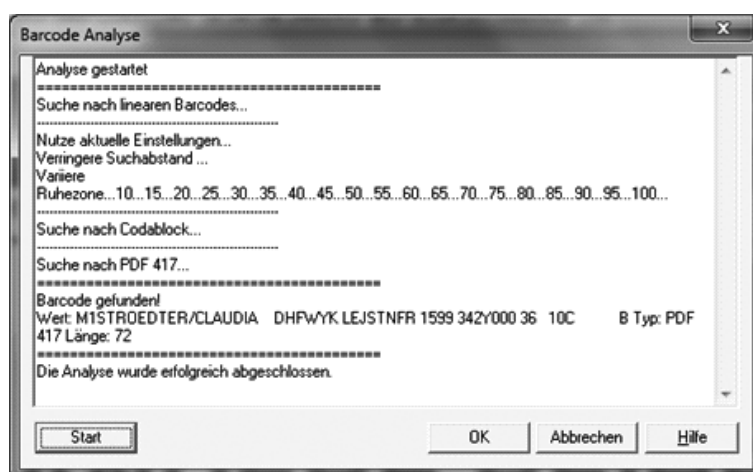 Barcode Analyse
Analyse gestartet
==========================================
Suche nach linearen Barcodes...
------------------------------------------------------------
Nutze aktuelle Einstellungen...
Verringere Suchabstand ...
Variiere
Ruhezone...10...15...20...25...30...35...40...45...50...55...60...65...70...75...80...85...90...95...100...
------------------------------------------------------------
Suche nach Codablock...
------------------------------------------------------------
Suche nach PDF 417...
==========================================
Barcode gefunden!
Wert: M1STROEDTER/CLAUDIA    DHFWYK LEJSTNFR 1599 342Y000 36   10C        B Typ: PDF
417 Länge: 72
==========================================
Die Analyse wurde erfolgreich abgeschlossen.
Start OK Abbrechen Hilfe